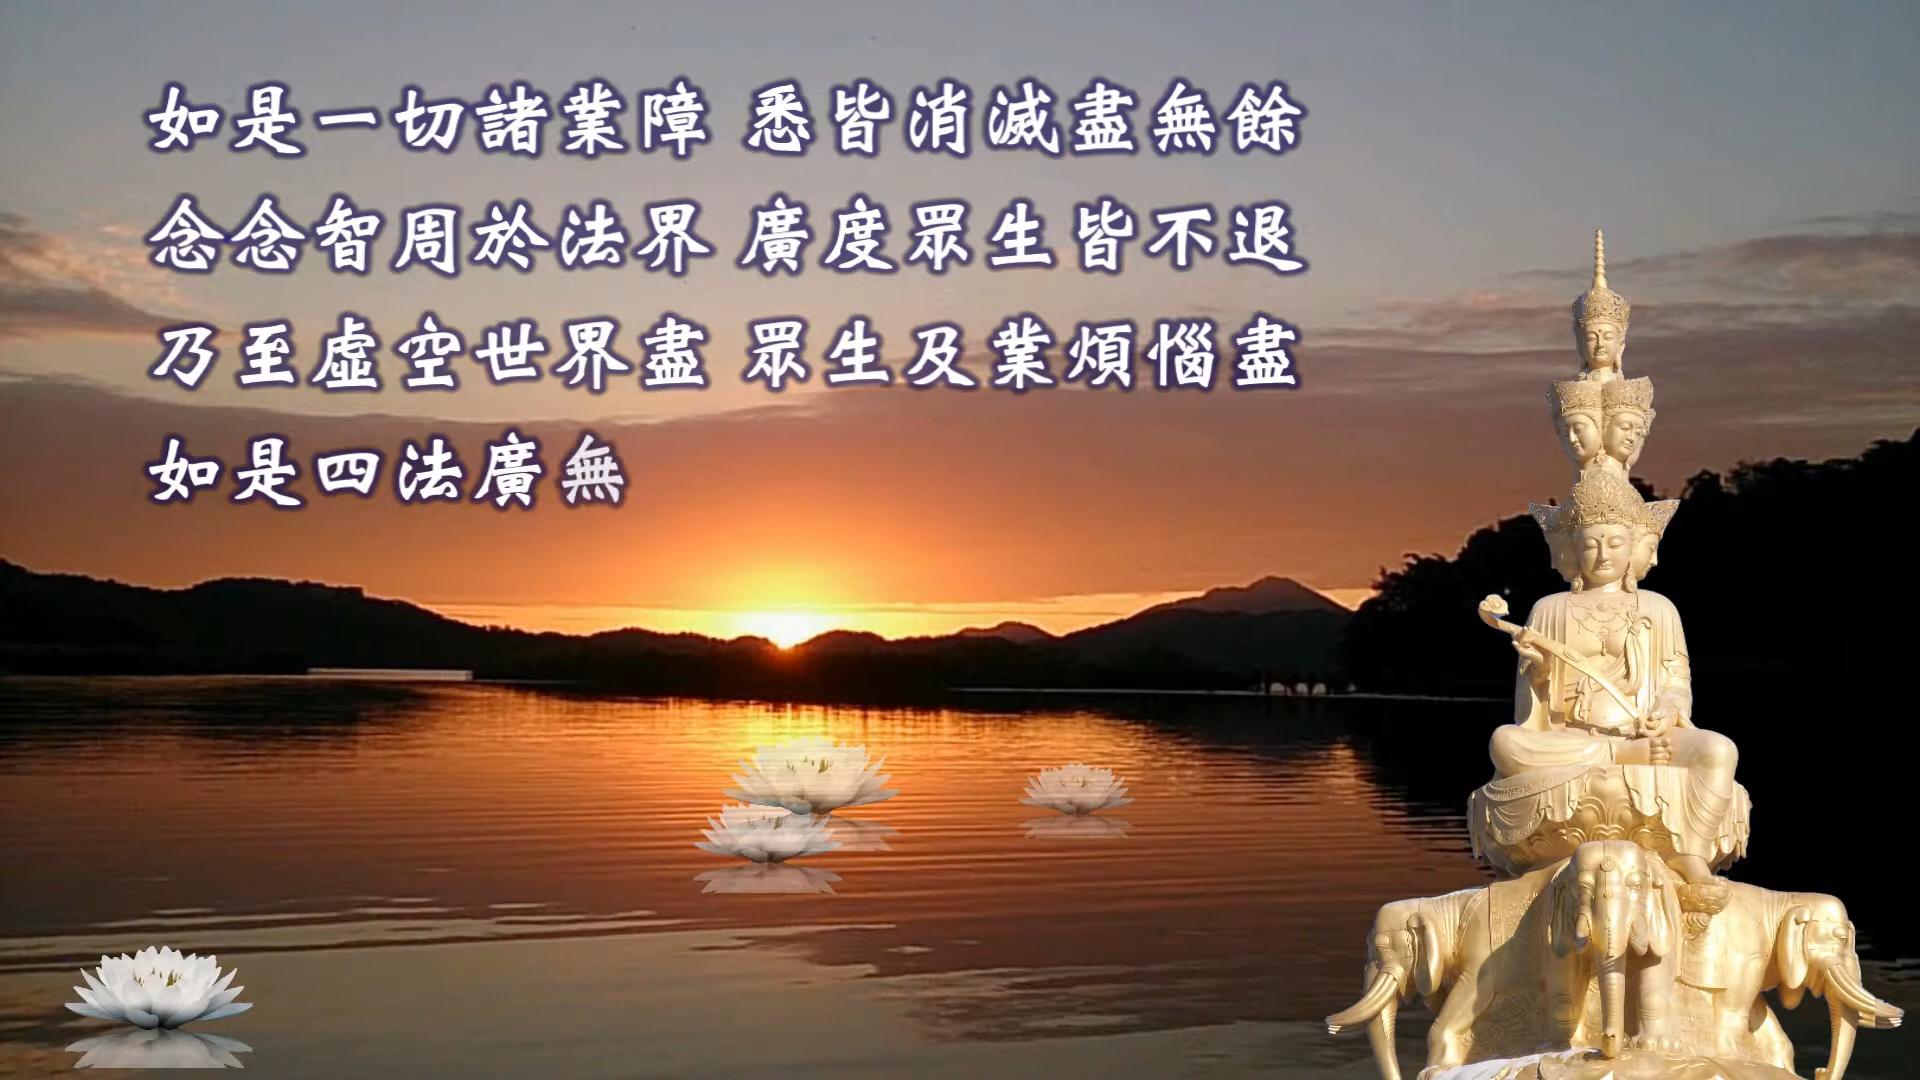 如是一切諸業障 悉皆消滅盡無餘
念念智周於法界 廣度眾生皆不退
乃至虛空世界盡 眾生及業煩惱盡
如是四法廣無